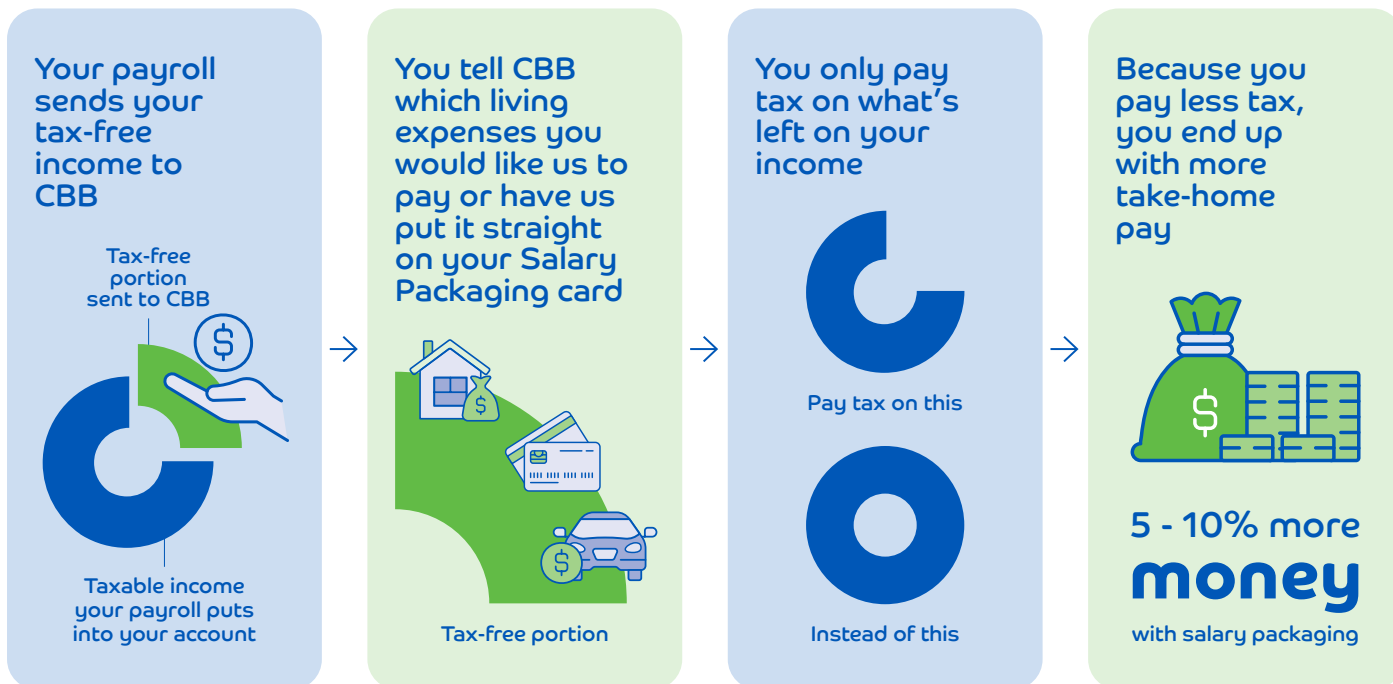 Your payroll
sends your
tax-free
income to
CBB
Tax-free
portion
sent to CBB
$
Taxable income
your payroll puts
into your account
You tell CBB
which living
expenses you
would like us to
pay or have us
put it straight
on your Salary
Packaging card
$
$
Tax-free portion
You only pay
tax on what's
left on your
income
Pay tax on this
Instead of this
Because you
pay less tax,
you end up
with more
take-home
pay
$
5 - 10% more
money
with salary packaging